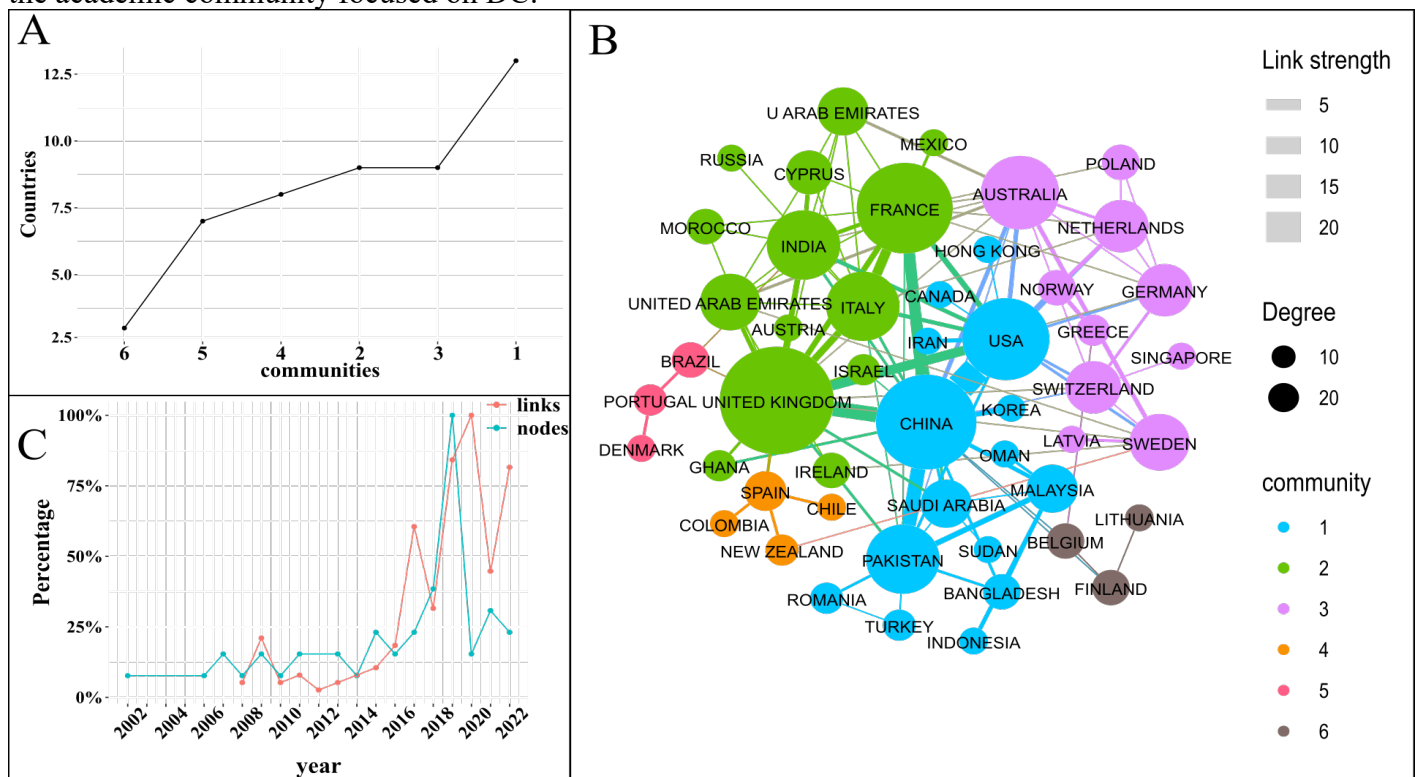 the academic community focused on DC.
A
12.5
10.0
7.5
5.0
2.5
Countries
6 5 4 2 3 1
communities
C
links
nodes
100%
75%
50%
25%
0%
Percentage
2002 2004 2006 2008 2010 2012 2014 2016 2018 2020 2022
year
B
U ARAB EMIRATES
MEXICO
RUSSIA
CYPRUS
POLAND
AUSTRALIA
FRANCE
MOROCCO
INDIA
NETHERLANDS
HONG KONG
NORWAY
GERMANY
CANADA
UNITED ARAB EMIRATES
ITALY
AUSTRIA
GREECE
IRAN
USA
BRAZIL
ISRAEL
SINGAPORE
SWITZERLAND
PORTUGAL
UNITED KINGDOM
KOREA
CHINA
LATVIA
SWEDEN
DENMARK
OMAN
GHANA
IRELAND
SPAIN
MALAYSIA
SAUDI ARABIA
CHILE
COLOMBIA
LITHUANIA
BELGIUM
NEW ZEALAND
SUDAN
PAKISTAN
FINLAND
BANGLADESH
ROMANIA
TURKEY
INDONESIA
Link strength
5
10
15
20
Degree
10
20
community
1
2
3
4
5
6